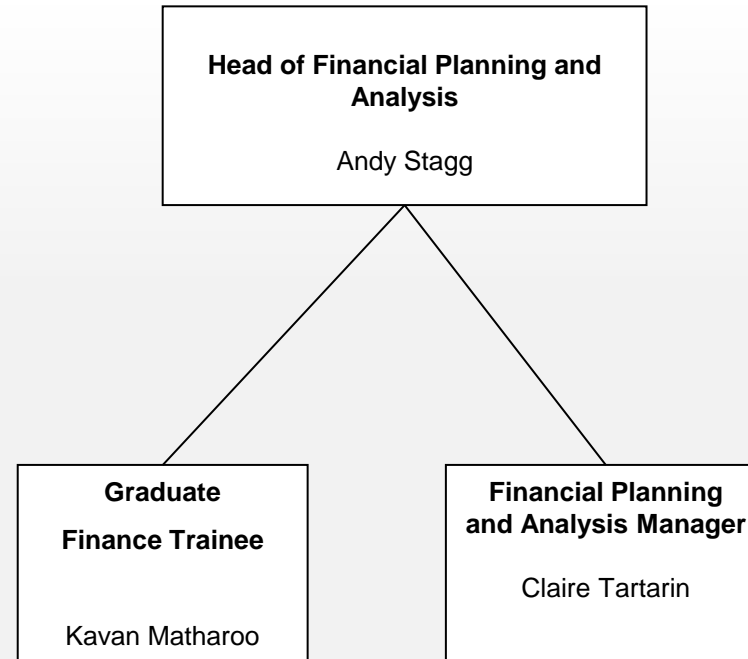 Head of Financial Planning and
Analysis
Andy Stagg
Graduate
Finance Trainee
Kavan Matharoo
Financial Planning
and Analysis Manager
Claire Tartarin